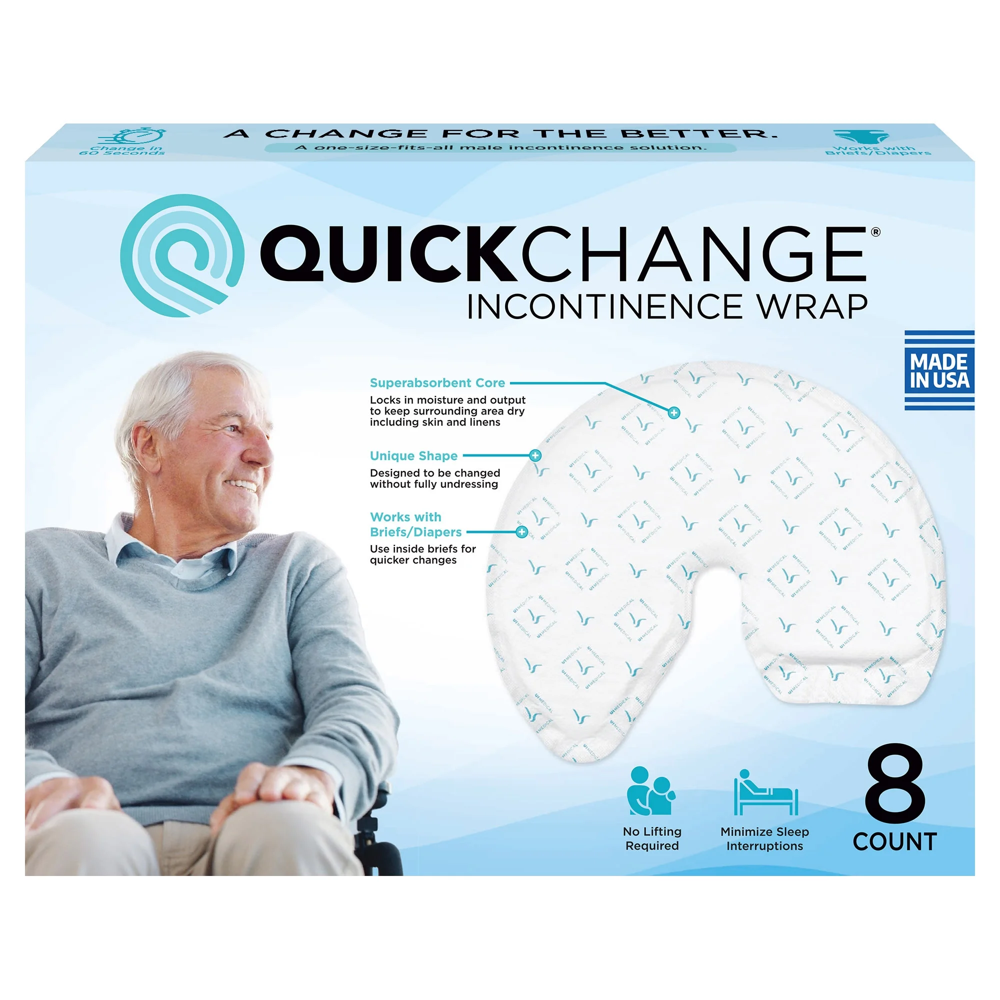 Change in
60 Seconds
A CHANGE FOR THE BETTER.
A one-size-fits-all male incontinence solution.
Works with
Briefs/Diapers
QUICKCHANGE®
INCONTINENCE WRAP
MADE
IN USA
Superabsorbent Core
Locks in moisture and output
to keep surrounding area dry
including skin and linens
Unique Shape
Designed to be changed
without fully undressing
Works with
Briefs/Diapers
Use inside briefs for
quicker changes
UI MEDICAL
No Lifting
Required
Minimize Sleep
Interruptions
8
COUNT